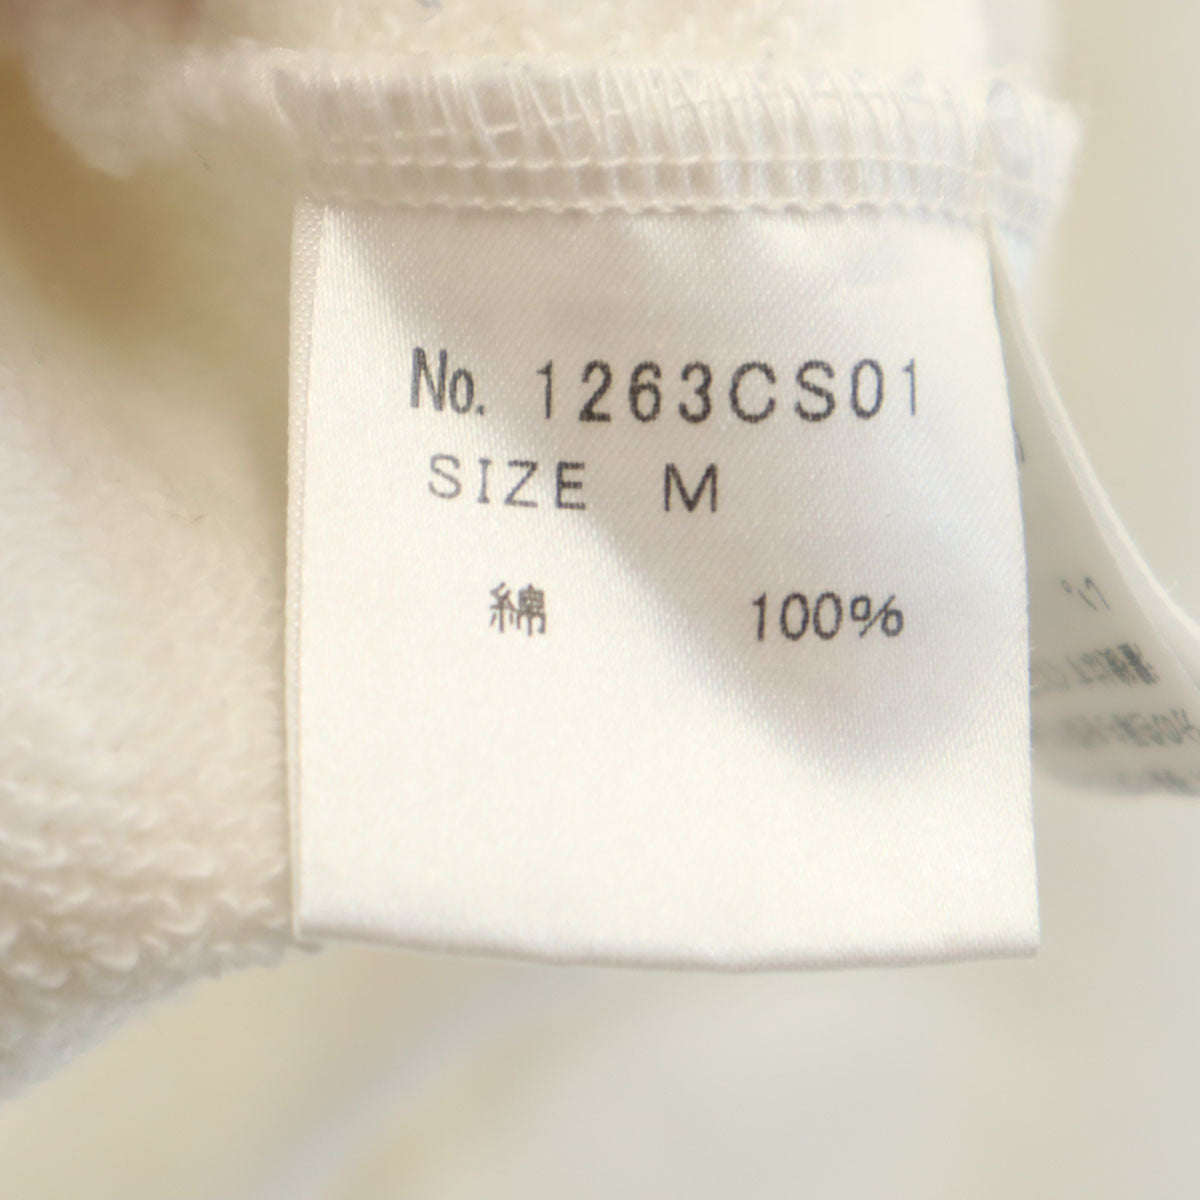 No. 1263CS01
SIZE M
綿 100%